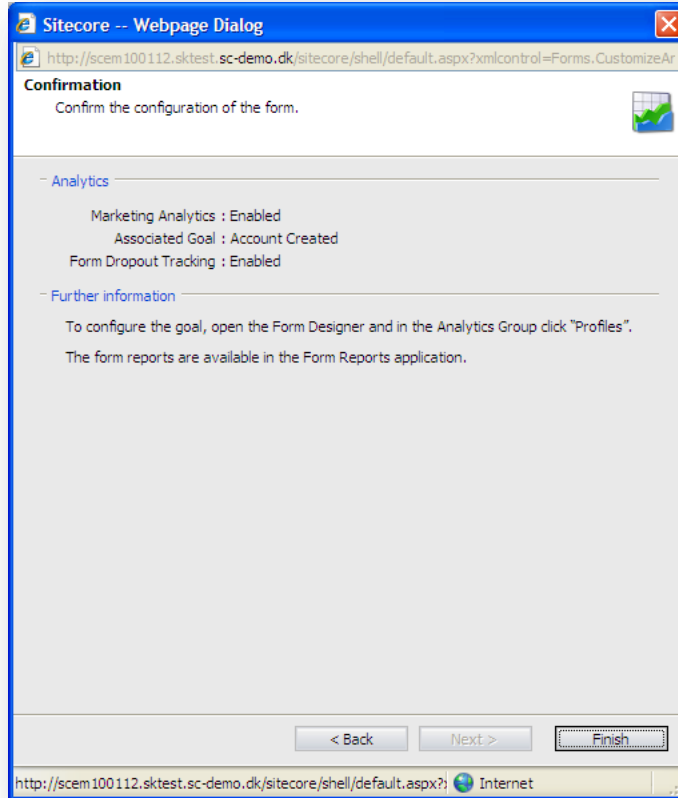 Sitecore -- Webpage Dialog
http://scem100112.sktest.sc-demo.dk/sitecore/shell/default.aspx?xmlcontrol=Forms.CustomizeAr
Confirmation
Confirm the configuration of the form.
Analytics
Marketing Analytics : Enabled
Associated Goal : Account Created
Form Dropout Tracking : Enabled
Further information
To configure the goal, open the Form Designer and in the Analytics Group click "Profiles".
The form reports are available in the Form Reports application.
< Back Next > Finish
http://scem100112.sktest.sc-demo.dk/sitecore/shell/default.aspx?x Internet